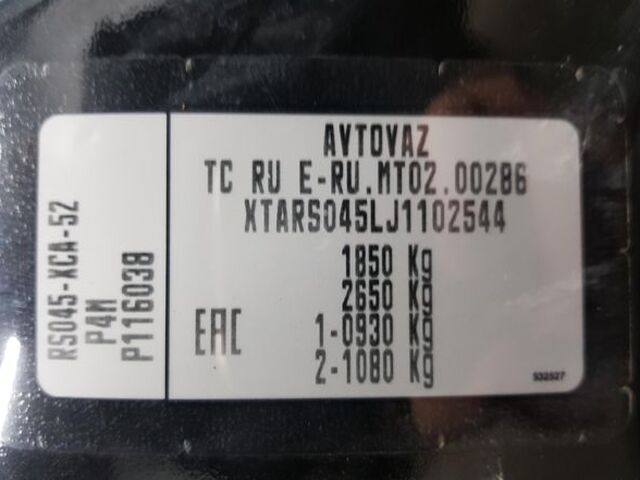 AVTOVAZ
TC RU E-RU.MT02.00286
XTARS045LJ1102544
1850 Kg
2650 Kg
1-0930 Kg
2-1080 Kg
EAC
532527
RS045-XCA-52
P4M
P116038